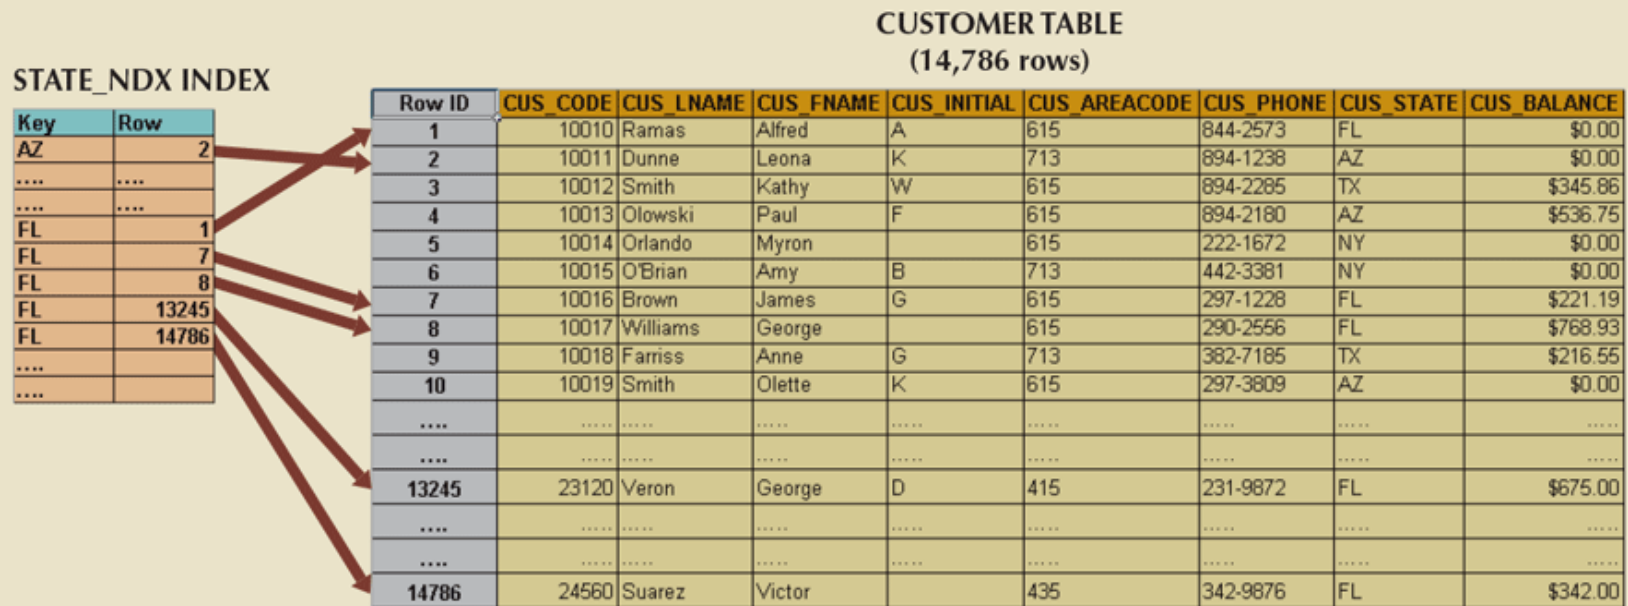 CUSTOMER TABLE
(14,786 rows)
STATE_NDX INDEX
Key Row
AZ 2
.... ....
.... ....
FL 1
FL 7
FL 8
FL 13245
FL 14786
....
....
Row ID CUS_CODE CUS_LNAME CUS_FNAME CUS_INITIAL CUS_AREACODE CUS_PHONE CUS_STATE CUS_BALANCE
1 10010 Ramas Alfred A 615 844-2573 FL $0.00
2 10011 Dunne Leona K 713 894-1238 AZ $0.00
3 10012 Smith Kathy W 615 894-2285 TX $345.86
4 10013 Olowski Paul F 615 894-2180 AZ $536.75
5 10014 Orlando Myron 615 222-1672 NY $0.00
6 10015 O'Brian Amy B 713 442-3381 NY $0.00
7 10016 Brown James G 615 297-1228 FL $221.19
8 10017 Williams George 615 290-2556 FL $768.93
9 10018 Farriss Anne G 713 382-7185 TX $216.55
10 10019 Smith Olette K 615 297-3809 AZ $0.00
.... ..... ..... ..... ..... ..... ..... ..... .....
.... ..... ..... ..... ..... ..... ..... ..... .....
13245 23120 Veron George D 415 231-9872 FL $675.00
.... ..... ..... ..... ..... ..... ..... ..... .....
.... ..... ..... ..... ..... ..... ..... ..... .....
14786 24560 Suarez Victor 435 342-9876 FL $342.00